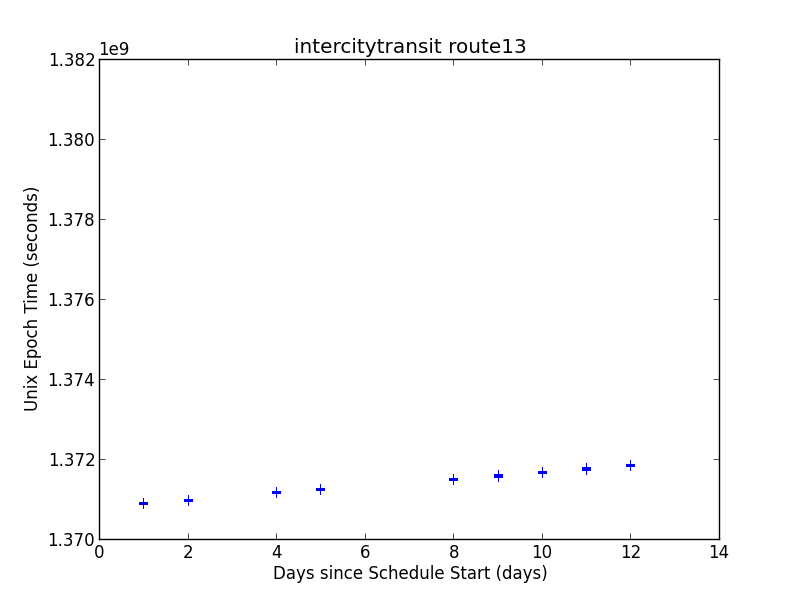 intercitytransit route13
1e9
1.382
1.380
1.378
1.376
1.374
1.372
1.370
Unix Epoch Time (seconds)
0 2 4 6 8 10 12 14
Days since Schedule Start (days)